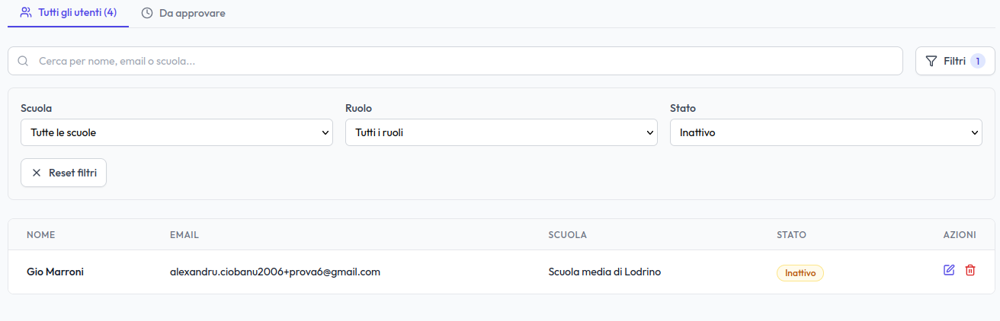 Tutti gli utenti (4) Da approvare
Cerca per nome, email o scuola... Filtri 1
Scuola Ruolo Stato
Tutte le scuole Tutti i ruoli Inattivo
Reset filtri
NOME EMAIL SCUOLA STATO AZIONI
Gio Marroni alexandru.ciobanu2006+prova6@gmail.com Scuola media di Lodrino Inattivo